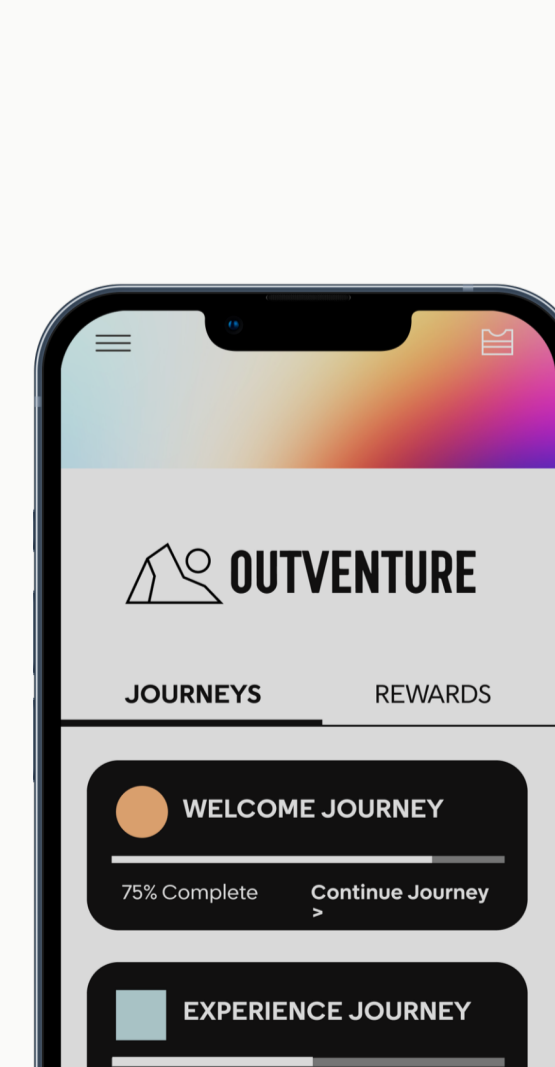 OUTVENTURE
JOURNEYS REWARDS
WELCOME JOURNEY
75% Complete Continue Journey
>
EXPERIENCE JOURNEY